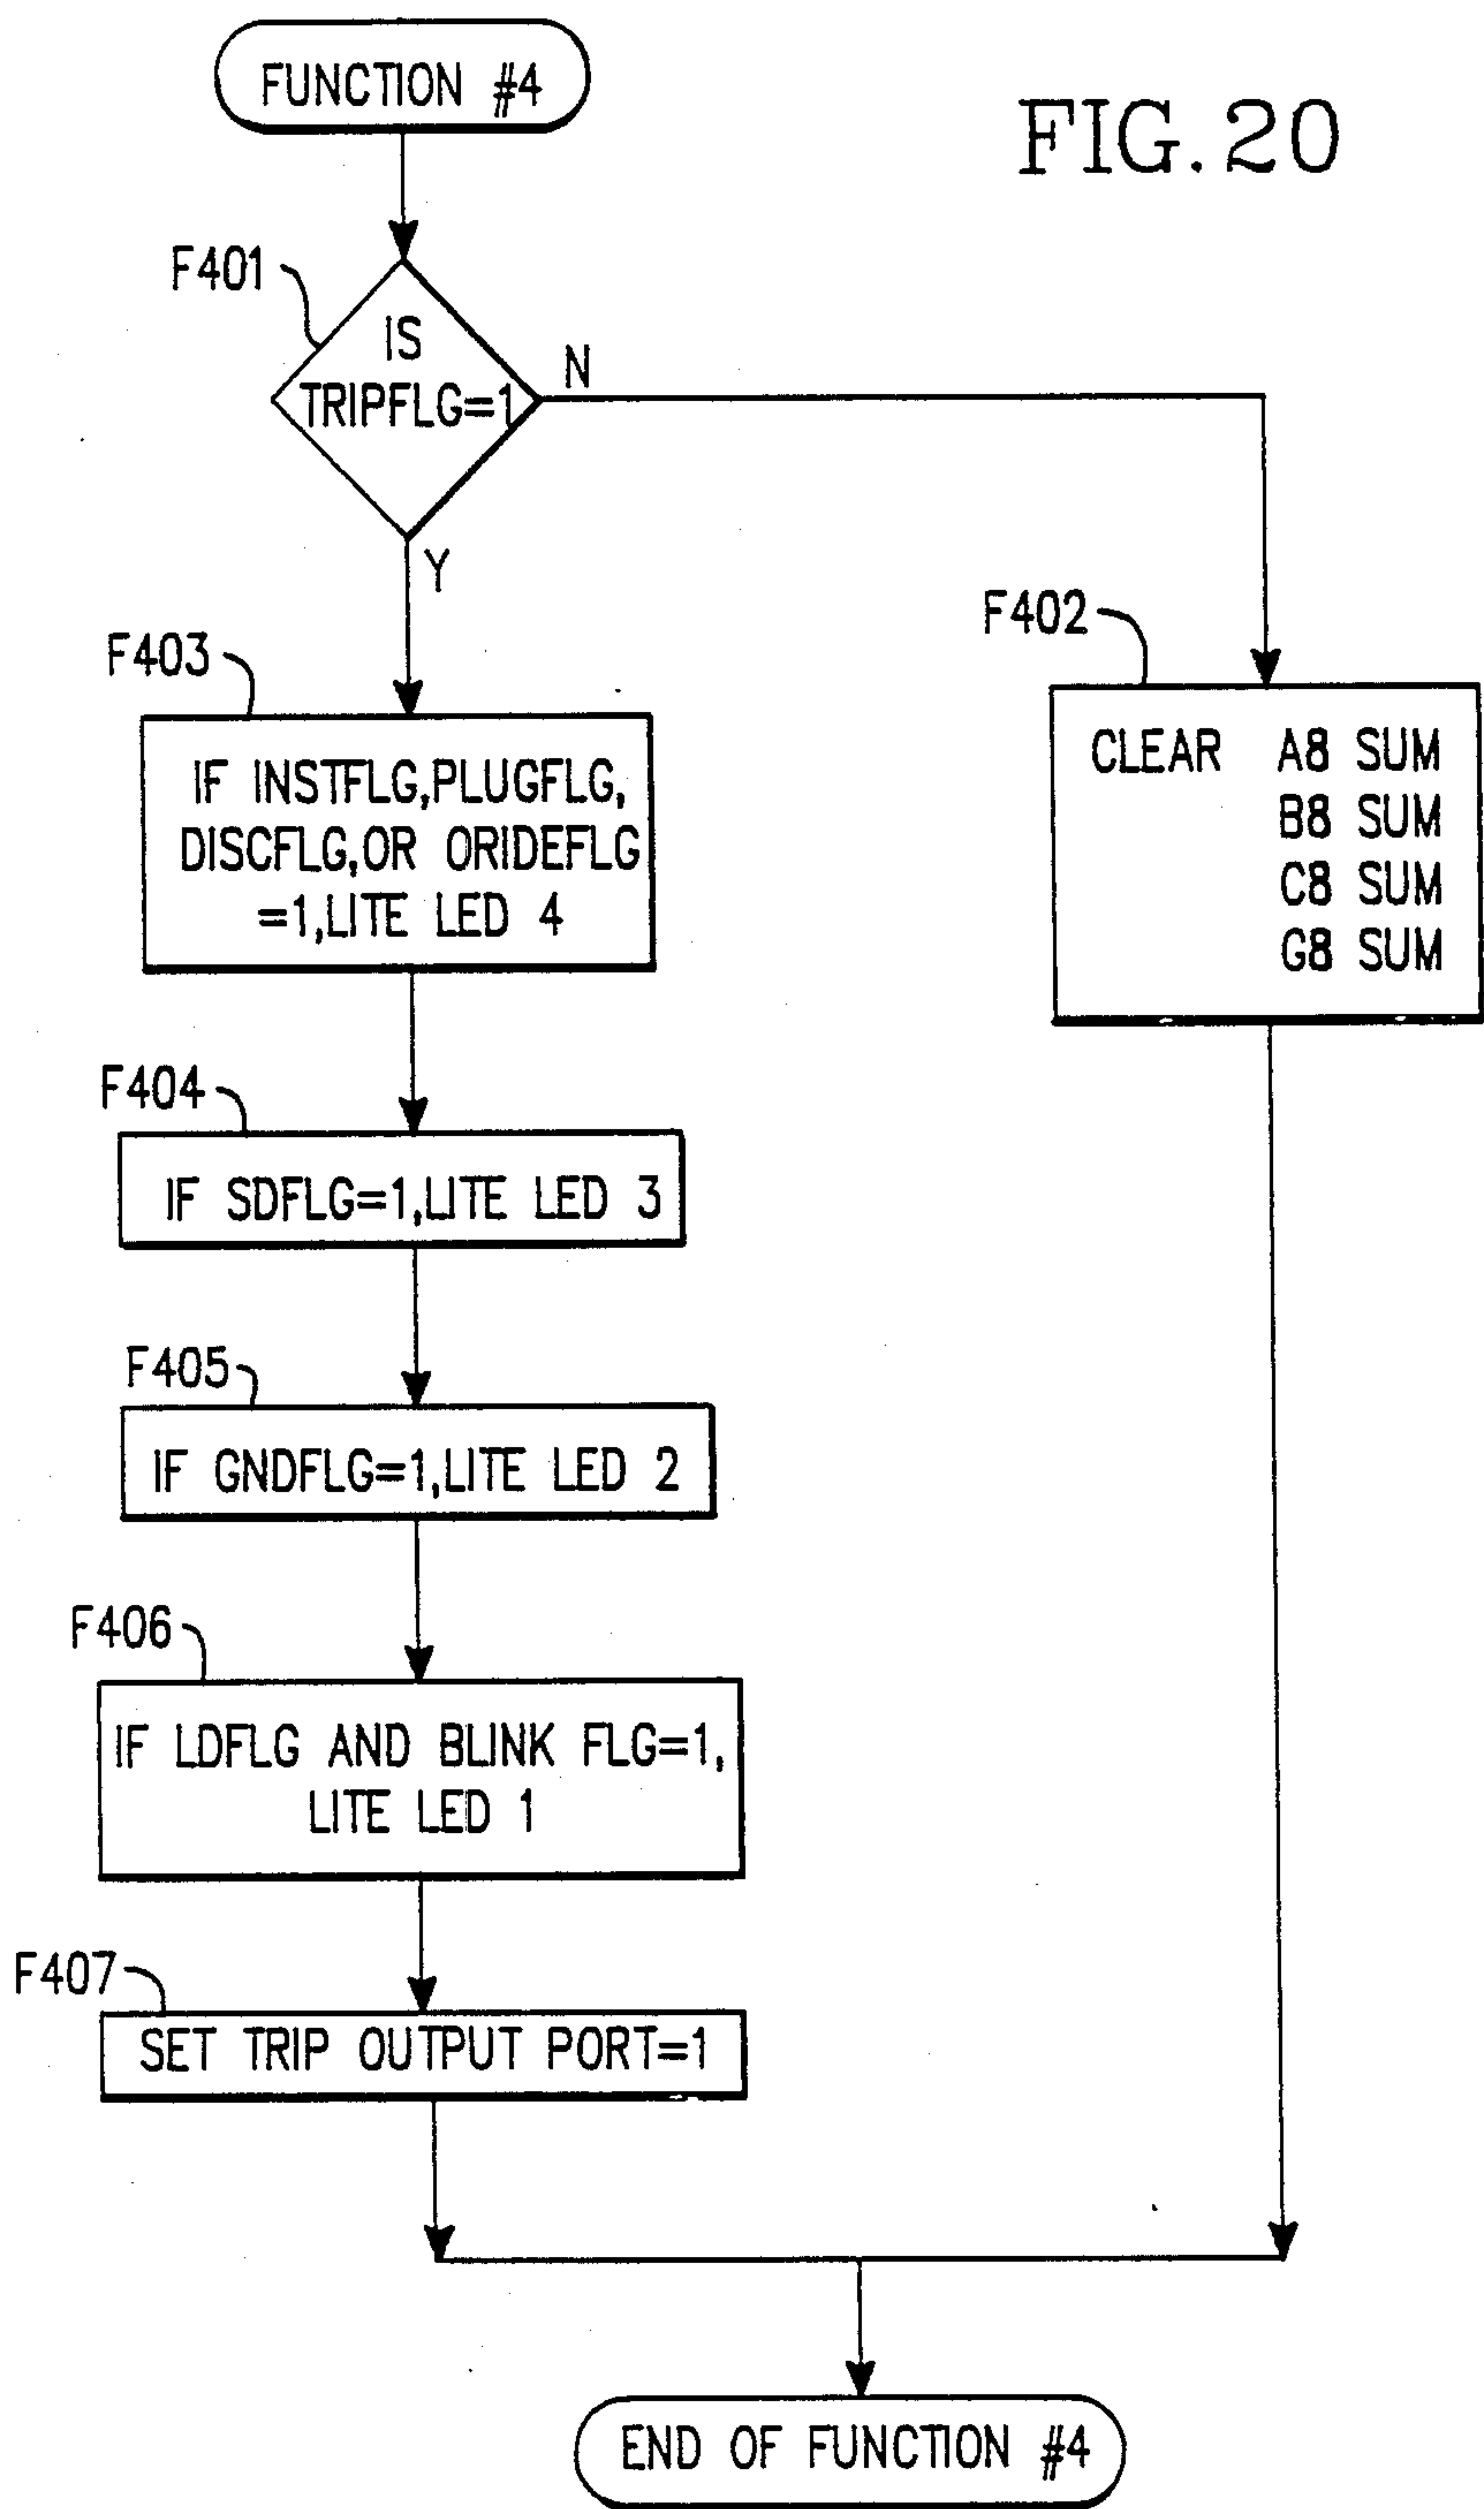 FUNCTION #4
FIG.20
F401
IS
TRIPFLG=1
N
Y
F402
CLEAR A8 SUM
B8 SUM
C8 SUM
G8 SUM
F403
IF INSTFLG,PLUGFLG,
DISCFLG,OR ORIDEFLG
=1,LITE LED 4
F404
IF SDFLG=1,LITE LED 3
F405
IF GNDFLG=1,LITE LED 2
F406
IF LDFLG AND BLINK FLG=1,
LITE LED 1
F407
SET TRIP OUTPUT PORT=1
END OF FUNCTION #4